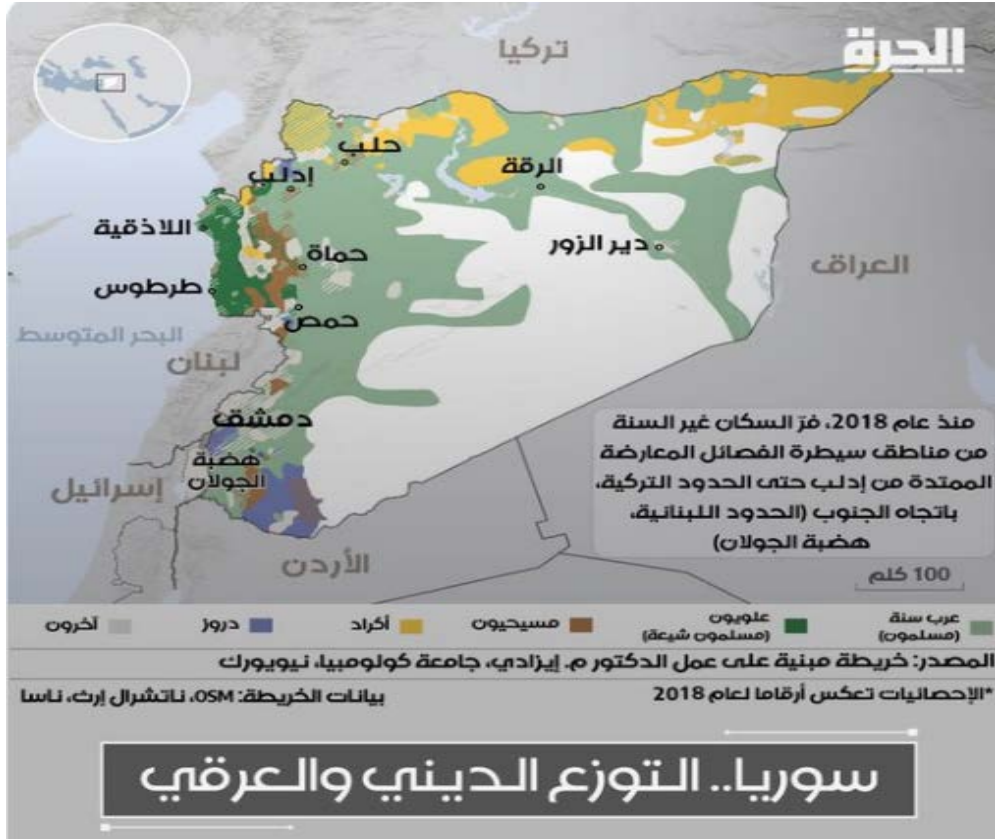 الحرة
تركيا
حلب
الرقة
إدلب
اللاذقية
حماة
دير الزور
العراق
طرطوس
حمص
البحر المتوسط
لبنان
دمشق
هضبة
الجولان
إسرائيل
الأردن
منذ عام 2018، فرّ السكان غير السنة
من مناطق سيطرة الفصائل المعارضة
الممتدة من إدلب حتى الحدود التركية،
باتجاه الجنوب (الحدود اللبنانية،
هضبة الجولان)
100 كلم
عرب سنة
(مسلمون)
علويون
(مسلمون شيعة)
مسيحيون
أكراد
دروز
آخرون
المصدر: خريطة مبنية على عمل الدكتور م. إيزادي، جامعة كولومبيا، نيويورك
*الإحصائيات تعكس أرقاما لعام 2018
بيانات الخريطة: OSM، ناتشرال إرث، ناسا
سوريا.. التوزع الديني والعرقي